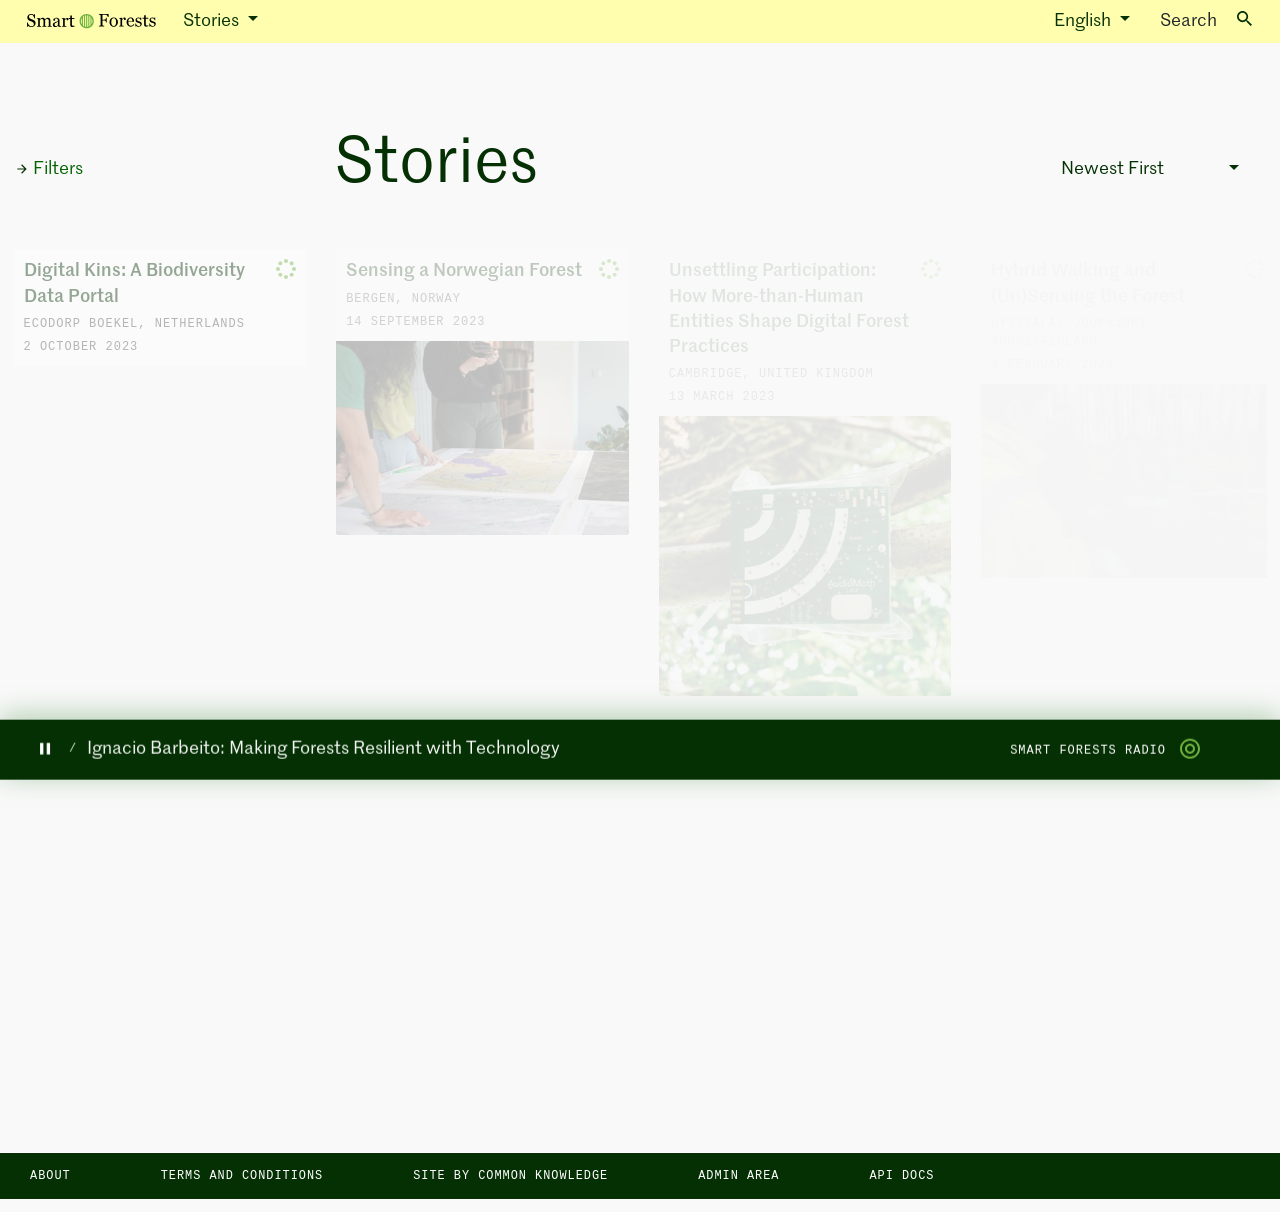 Smart Forests
Stories
English
Search
Filters
Stories
Newest First
Digital Kins: A Biodiversity
Data Portal
ECODORP BOEKEL, NETHERLANDS
2 OCTOBER 2023
Sensing a Norwegian Forest
BERGEN, NORWAY
14 SEPTEMBER 2023
Unsettling Participation:
How More-than-Human
Entities Shape Digital Forest
Practices
CAMBRIDGE, UNITED KINGDOM
13 MARCH 2023
Hybrid Walking and
(Un)Sensing the Forest
/ Ignacio Barbeito: Making Forests Resilient with Technology
SMART FORESTS RADIO
ABOUT
TERMS AND CONDITIONS
SITE BY COMMON KNOWLEDGE
ADMIN AREA
API DOCS